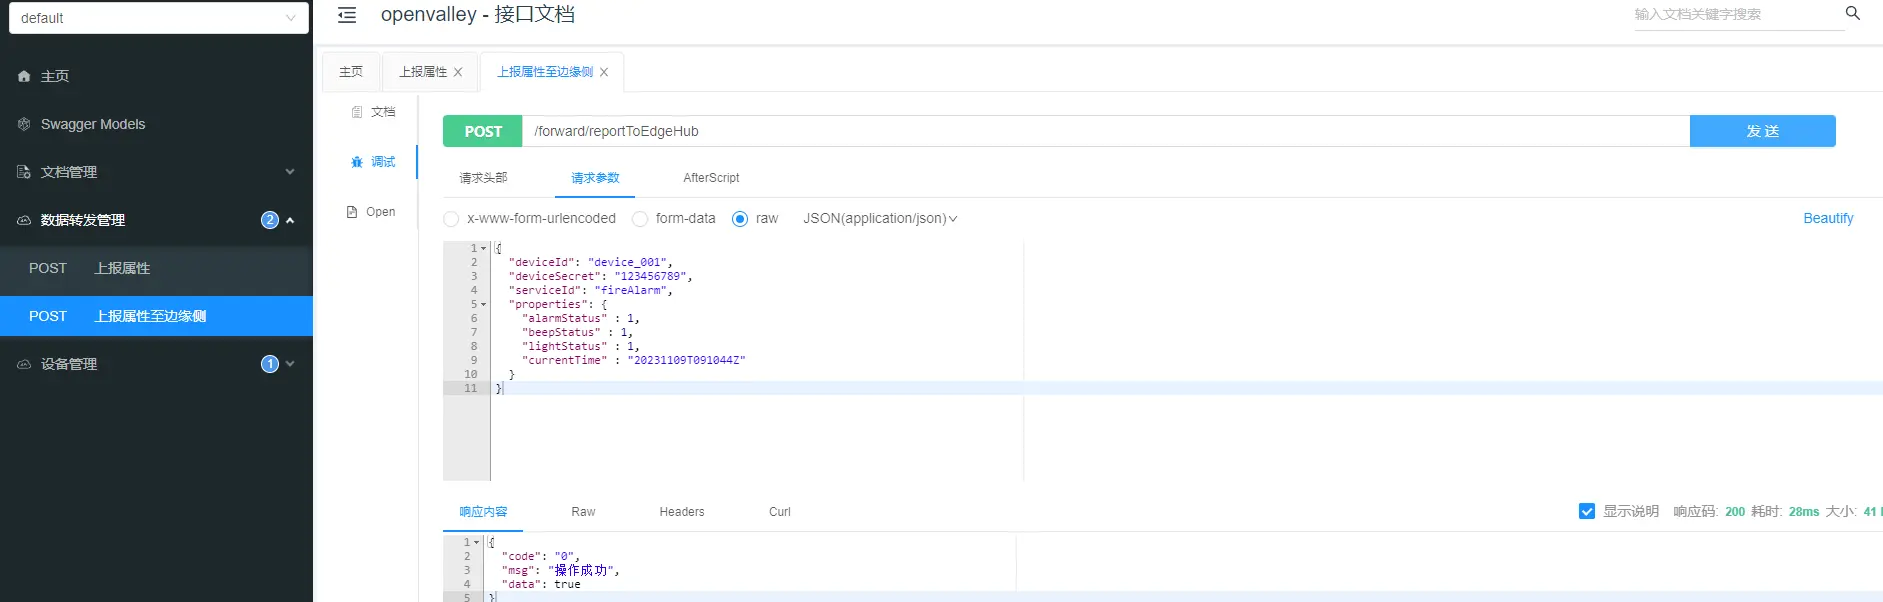 default
openvalley - 接口文档
输入文档关键字搜索
主页
Swagger Models
文档管理
数据转发管理 2
POST 上报属性
POST 上报属性至边缘侧
设备管理 1
主页 上报属性 上报属性至边缘侧
文档
调试
Open
POST /forward/reportToEdgeHub 发 送
请求头部 请求参数 AfterScript
x-www-form-urlencoded form-data raw JSON(application/json) Beautify
1 {
2 "deviceId": "device_001",
3 "deviceSecret": "123456789",
4 "serviceId": "fireAlarm",
5 "properties": {
6 "alarmStatus" : 1,
7 "beepStatus" : 1,
8 "lightStatus" : 1,
9 "currentTime" : "20231109T091044Z"
10 }
11 }
响应内容 Raw Headers Curl 显示说明 响应码: 200 耗时: 28ms 大小: 41
1 {
2 "code": "0",
3 "msg": "操作成功",
4 "data": true
5 }